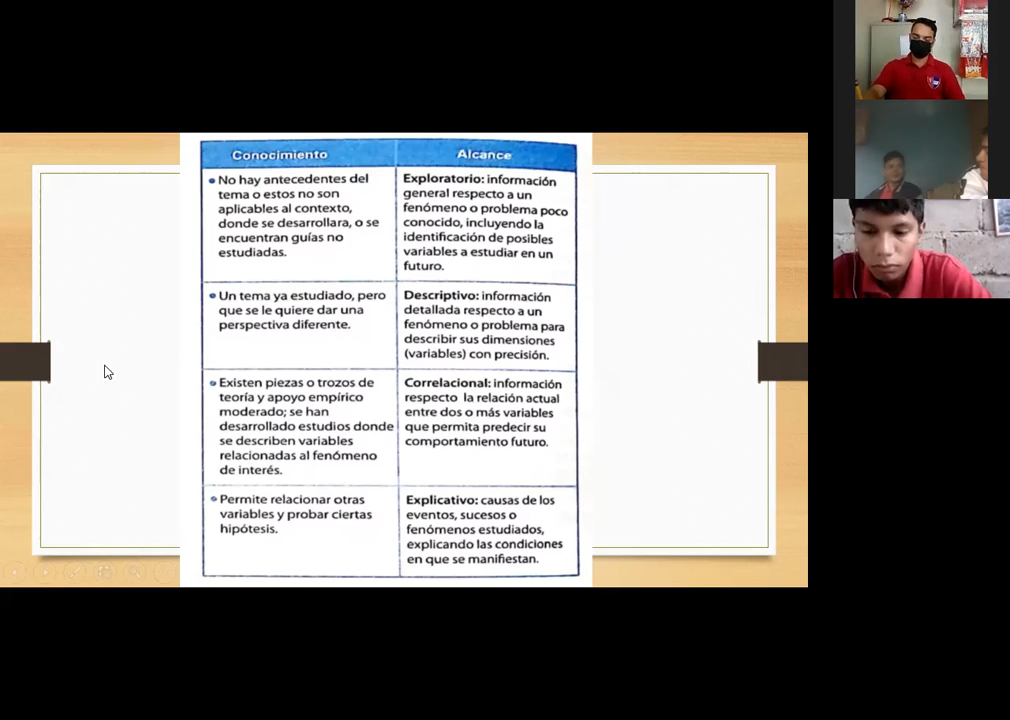 Conocimiento
Alcance
• No hay antecedentes del
tema o estos no son
aplicables al contexto,
donde se desarrollara, o se
encuentran guías no
estudiadas.
Exploratorio: información
general respecto a un
fenómeno o problema poco
conocido, incluyendo la
identificación de posibles
variables a estudiar en un
futuro.
• Un tema ya estudiado, pero
que se le quiere dar una
perspectiva diferente.
Descriptivo: información
detallada respecto a un
fenómeno o problema para
describir sus dimensiones
(variables) con precisión.
• Existen piezas o trozos de
teoría y apoyo empírico
moderado; se han
desarrollado estudios donde
se describen variables
relacionadas al fenómeno
de interés.
Correlacional: información
respecto la relación actual
entre dos o más variables
que permita predecir su
comportamiento futuro.
• Permite relacionar otras
variables y probar ciertas
hipótesis.
Explicativo: causas de los
eventos, sucesos o
fenómenos estudiados,
explicando las condiciones
en que se manifiestan.